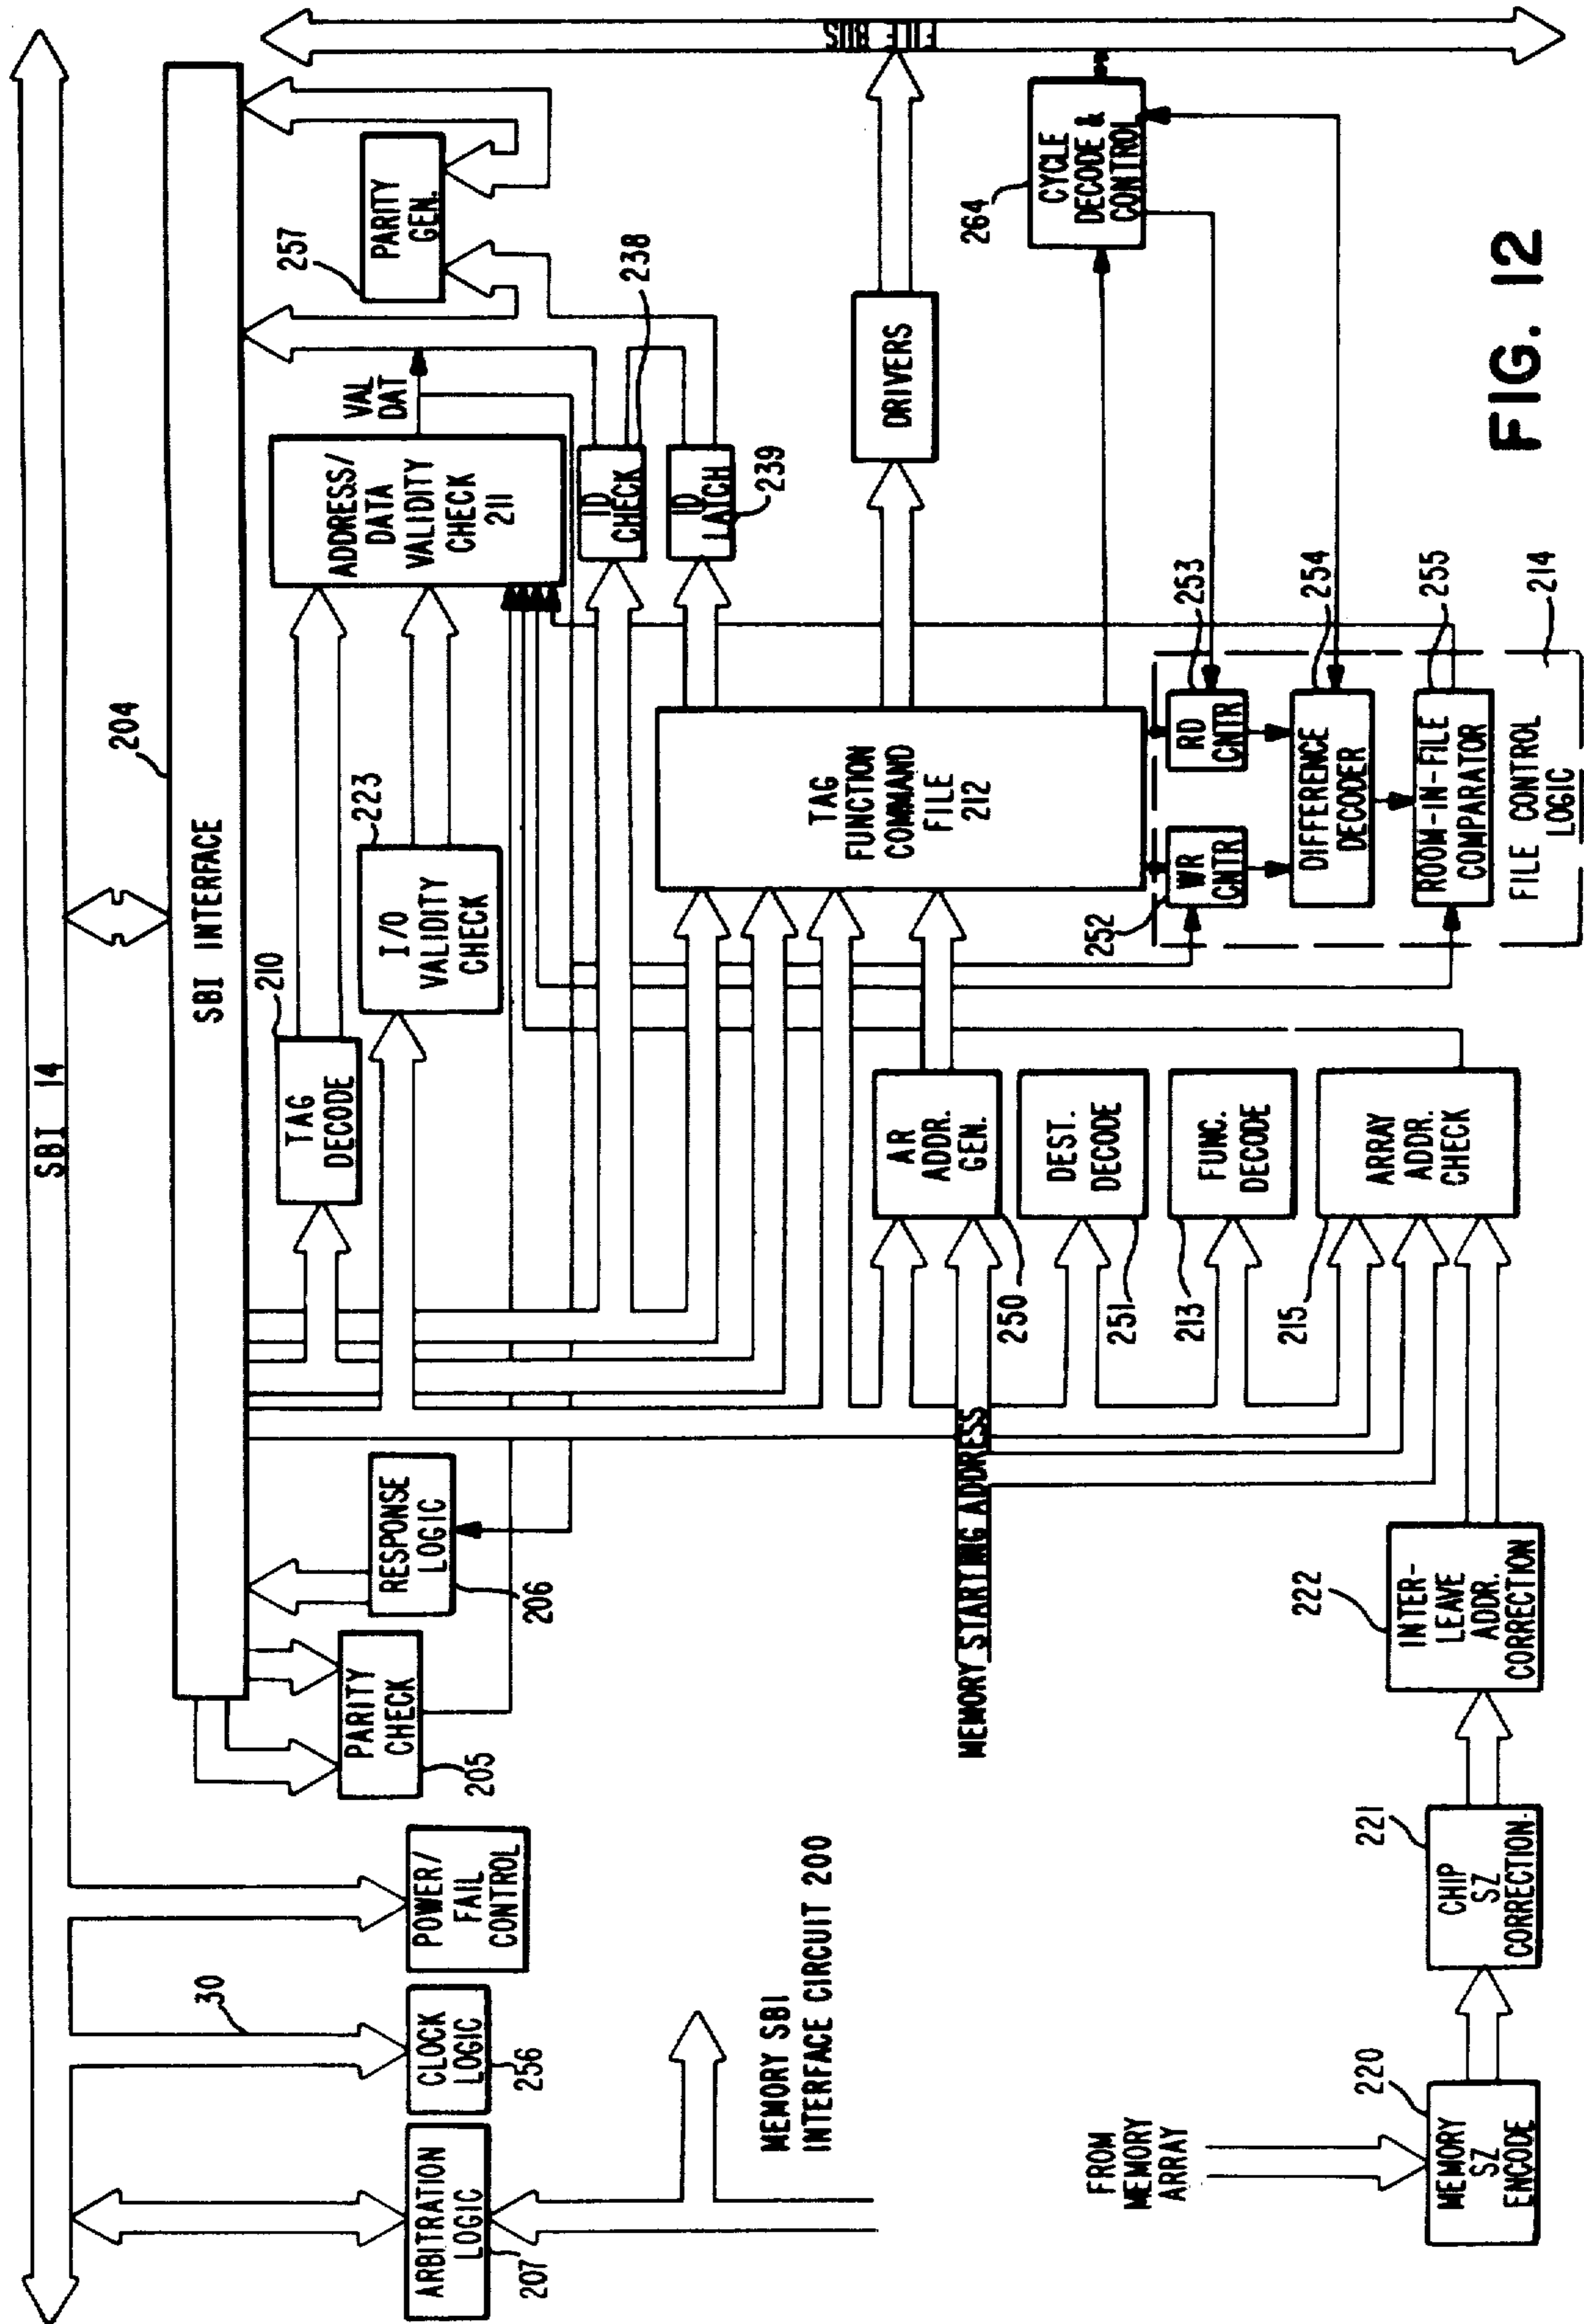 SBI 14
204
SBI INTERFACE
ARBITRATION
LOGIC
207
30
CLOCK
LOGIC
256
POWER/
FAIL
CONTROL
PARITY
CHECK
205
RESPONSE
LOGIC
206
TAG
DECODE
210
I/O
VALIDITY
CHECK
223
ADDRESS/
DATA
VALIDITY
CHECK
211
VAL
DAT
PARITY
GEN.
257
ID
CHECK
238
ID
LATCH
239
MEMORY SBI
INTERFACE CIRCUIT 200
TAG
FUNCTION
COMMAND
FILE
212
DRIVERS
FILE
BUS
MEMORY STARTING ADDRESS
AR
ADDR.
GEN.
250
DEST.
DECODE
251
FUNC.
DECODE
213
ARRAY
ADDR.
CHECK
215
WR
CNTR
252
RD
CNTR
253
DIFFERENCE
DECODER
254
ROOM-IN-FILE
COMPARATOR
255
FILE CONTROL
LOGIC
214
CYCLE
DECODE &
CONTROL
264
FROM
MEMORY
ARRAY
MEMORY
SZ
ENCODE
220
CHIP
SZ
CORRECTION.
221
INTER-
LEAVE
ADDR.
CORRECTION
222
FIG. 12